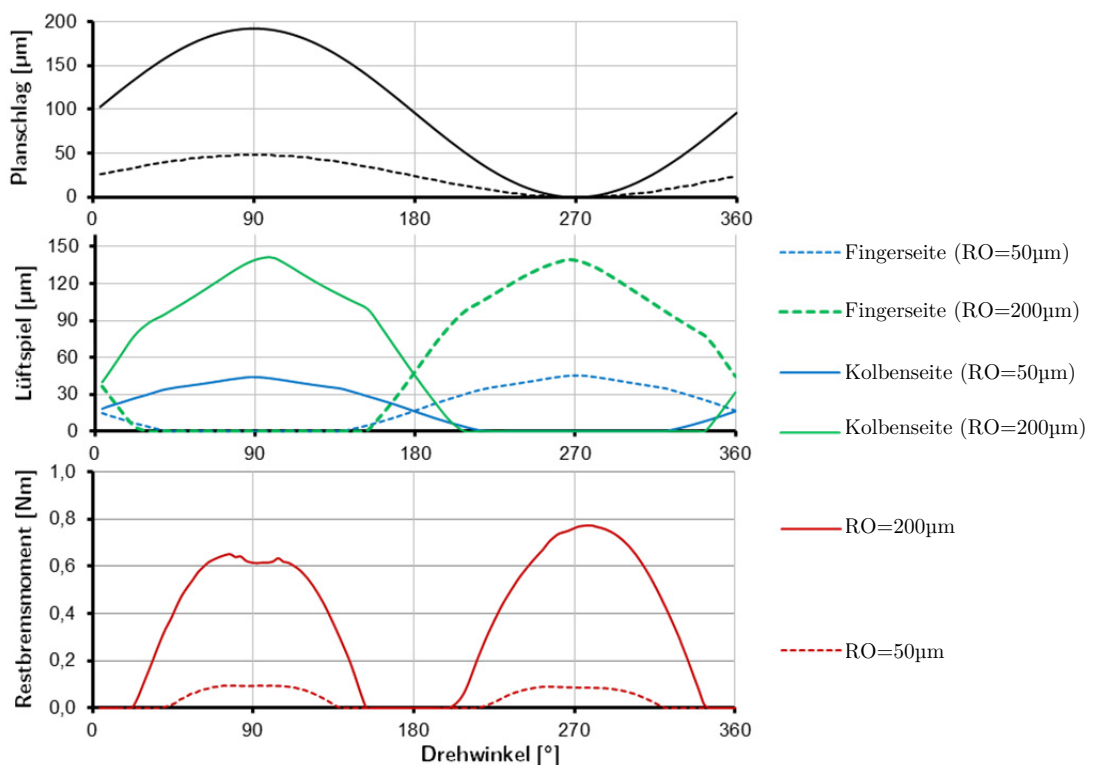 Planschlag [µm]
200
150
100
50
0
0 90 180 270 360
Lüftspiel [µm]
150
120
90
60
30
0
0 90 180 270 360
Fingerseite (RO=50µm)
Fingerseite (RO=200µm)
Kolbenseite (RO=50µm)
Kolbenseite (RO=200µm)
Restbremsmoment [Nm]
1,0
0,8
0,6
0,4
0,2
0,0
0 90 180 270 360
Drehwinkel [°]
RO=200µm
RO=50µm